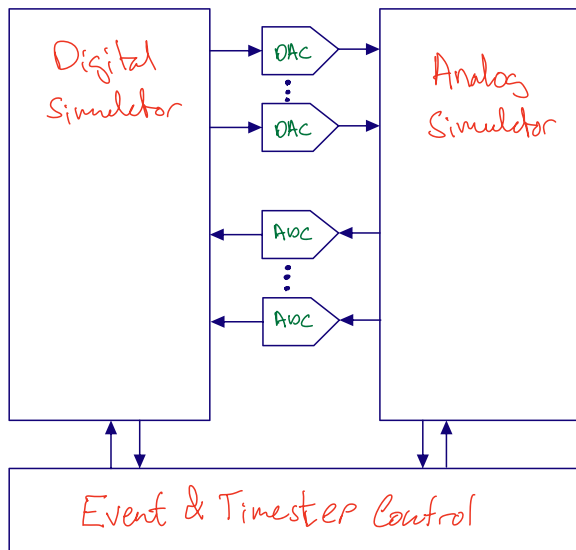 Digital
Simulator
DAC
DAC
Analog
Simulator
ADC
ADC
Event & Timestep Control